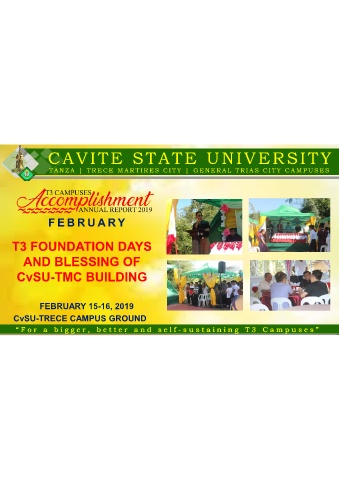 CAVITE STATE UNIVERSITY
TANZA | TRECE MARTIRES CITY | GENERAL TRIAS CITY CAMPUSES
T3 CAMPUSES
Accomplishment
ANNUAL REPORT 2019
FEBRUARY
T3 FOUNDATION DAYS
AND BLESSING OF
CvSU-TMC BUILDING
FEBRUARY 15-16, 2019
CvSU-TRECE CAMPUS GROUND
"For a bigger, better and self-sustaining T3 Campuses"